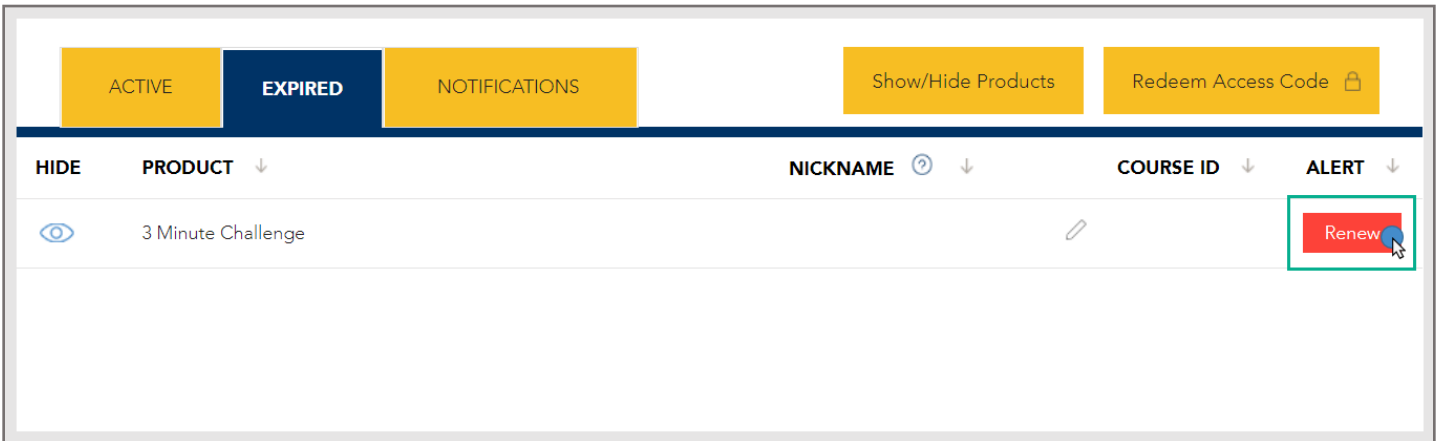 ACTIVE EXPIRED NOTIFICATIONS Show/Hide Products Redeem Access Code
HIDE PRODUCT NICKNAME ? COURSE ID ALERT
3 Minute Challenge Renew